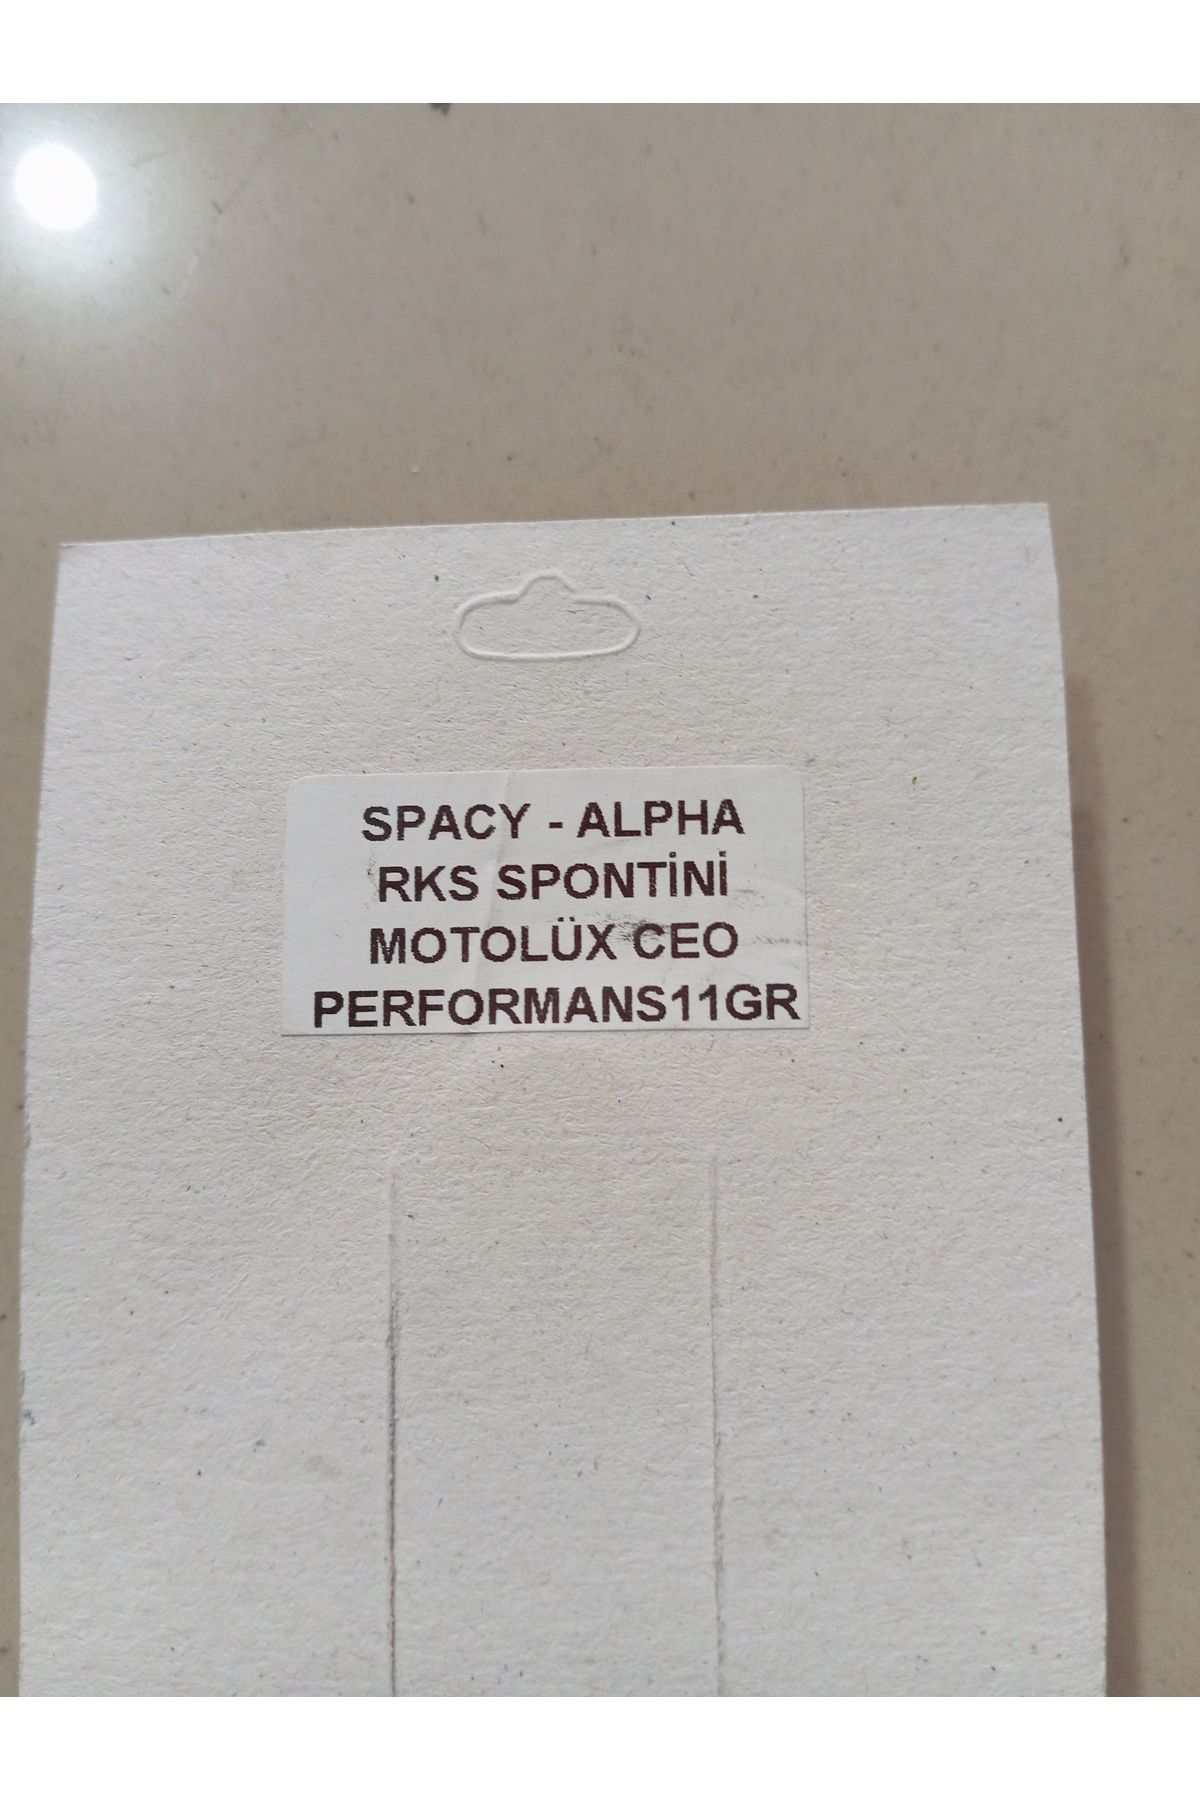 SPACY - ALPHA
RKS SPONTİNİ
MOTOLÜX CEO
PERFORMANS11GR